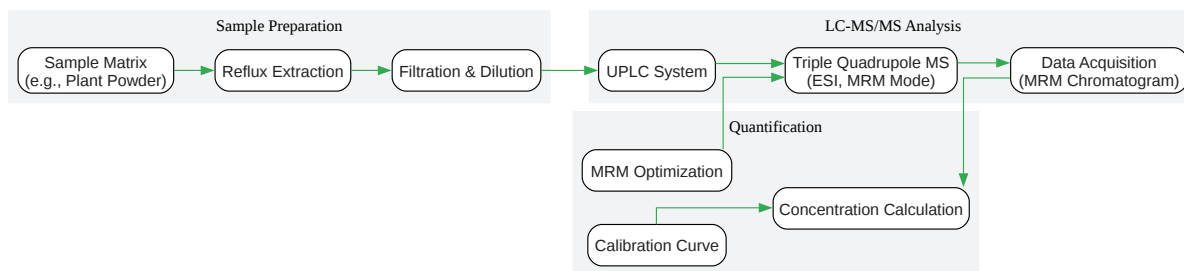 Sample Preparation
Sample Matrix
(e.g., Plant Powder)
Reflux Extraction
Filtration & Dilution
LC-MS/MS Analysis
UPLC System
Triple Quadrupole MS
(ESI, MRM Mode)
Data Acquisition
(MRM Chromatogram)
Quantification
MRM Optimization
Concentration Calculation
Calibration Curve